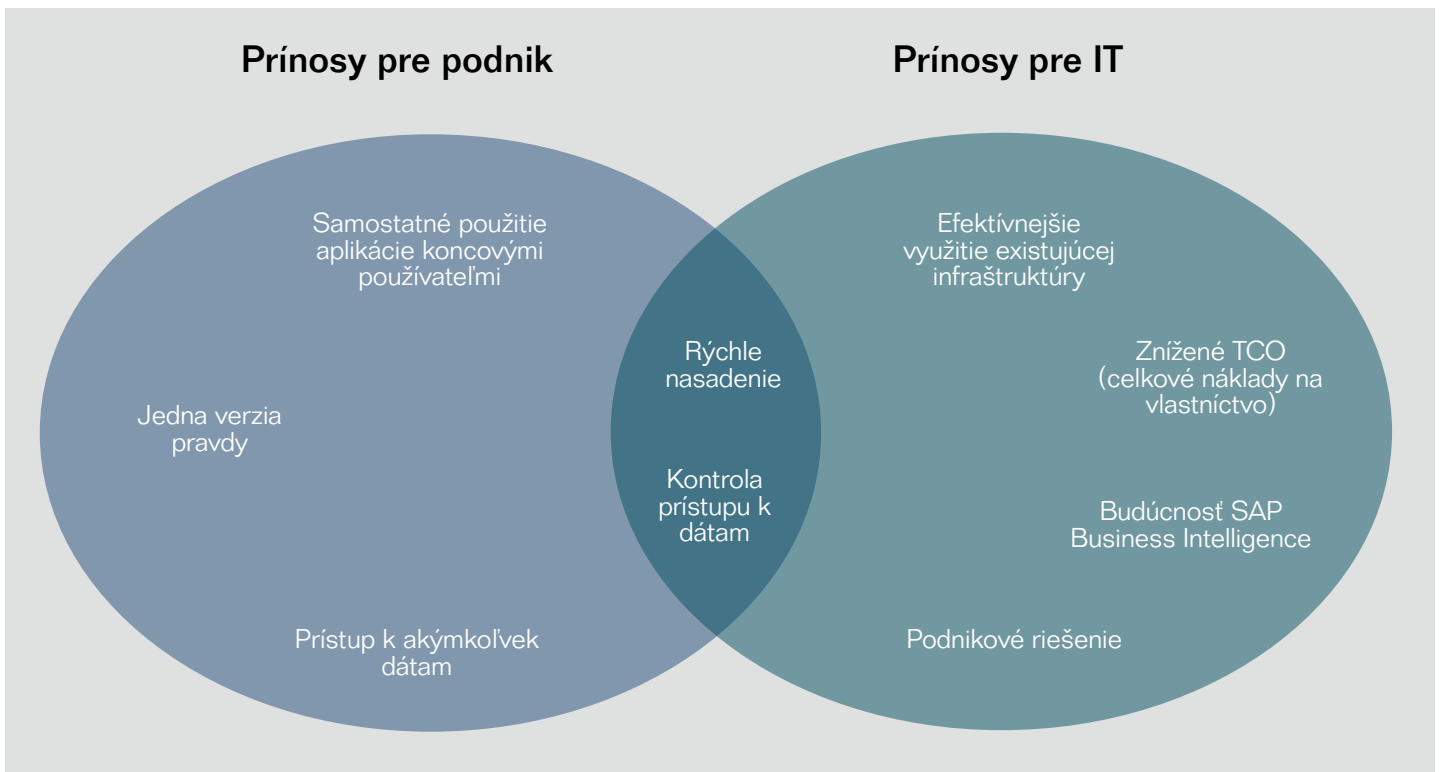 Prínosy pre podnik
Prínosy pre IT
Samostatné použitie
aplikácie koncovými
používateľmi
Jedna verzia
pravdy
Prístup k akýmkoľvek
dátam
Rýchle
nasadenie
Kontrola
prístupu k
dátam
Efektívnejšie
využitie existujúcej
infraštruktúry
Znížené TCO
(celkové náklady na
vlastníctvo)
Budúcnosť SAP
Business Intelligence
Podnikové riešenie